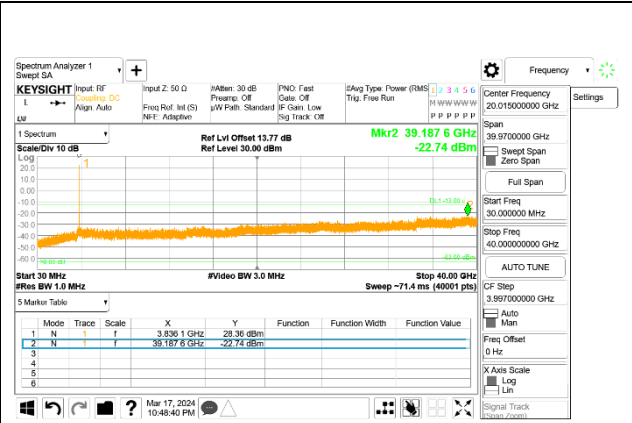 Spectrum Analyzer 1
Swept SA
Frequency
KEYSIGHT
Input: RF
Coupling: DC
Align: Auto
Input Z: 50 Ω
Freq Ref: Int (S)
NFE: Adaptive
#Atten: 30 dB
Preamp: Off
µW Path: Standard
PNO: Fast
Gate: Off
IF Gain: Low
Sig Track: Off
#Avg Type: Power (RMS
Trig: Free Run
1 2 3 4 5 6
M W W W W W
P P P P P P
1 Spectrum
Scale/Div 10 dB
Ref Lvl Offset 13.77 dB
Ref Level 30.00 dBm
Mkr2 39.187 6 GHz
-22.74 dBm
Log
20.0
10.0
0.00
-10.0
-20.0
-30.0
-40.0
-50.0
-60.0
1
Start 30 MHz
#Res BW 1.0 MHz
#Video BW 3.0 MHz
Stop 40.00 GHz
Sweep ~71.4 ms (40001 pts)
5 Marker Table
Mode Trace Scale X Y Function Function Width Function Value
1 N 1 f 3.836 1 GHz 28.36 dBm
2 N 1 f 39.187 6 GHz -22.74 dBm
3
4
5
6
Mar 17, 2024
10:48:40 PM
Center Frequency
20.015000000 GHz
Settings
Span
39.9700000 GHz
Swept Span
Zero Span
Full Span
Start Freq
30.000000 MHz
Stop Freq
40.000000000 GHz
AUTO TUNE
CF Step
3.997000000 GHz
Auto
Man
Freq Offset
0 Hz
X Axis Scale
Log
Lin
Signal Track
(Span Zoom)